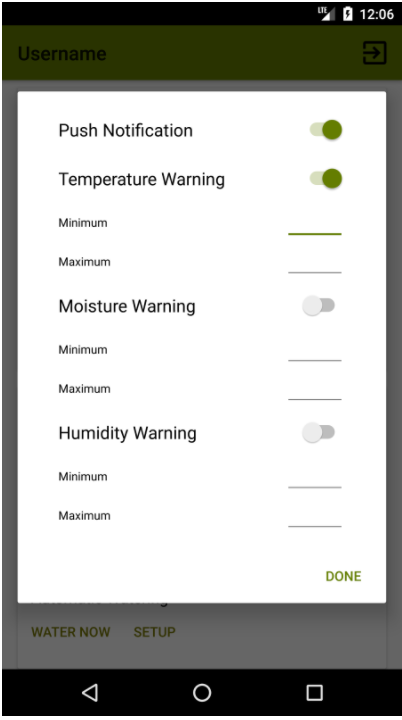 LTE 12:06
Username
Push Notification
Temperature Warning
Minimum
Maximum
Moisture Warning
Minimum
Maximum
Humidity Warning
Minimum
Maximum
DONE
WATER NOW SETUP